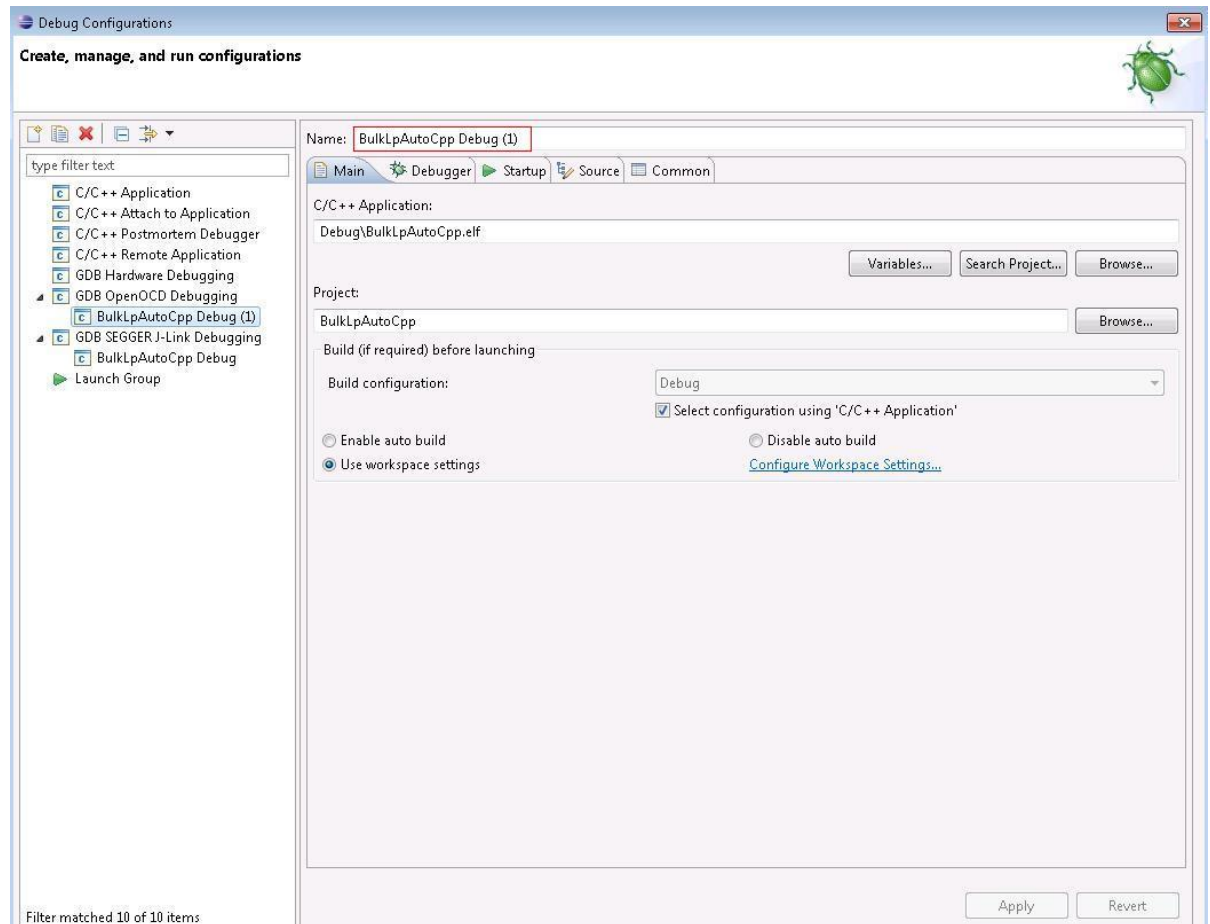 Debug Configurations
Create, manage, and run configurations
Name: BulkLpAutoCpp Debug (1)
type filter text
C/C++ Application
C/C++ Attach to Application
C/C++ Postmortem Debugger
C/C++ Remote Application
GDB Hardware Debugging
GDB OpenOCD Debugging
BulkLpAutoCpp Debug (1)
GDB SEGGER J-Link Debugging
BulkLpAutoCpp Debug
Launch Group
Filter matched 10 of 10 items
Main Debugger Startup Source Common
C/C++ Application:
Debug\BulkLpAutoCpp.elf
Variables... Search Project... Browse...
Project:
BulkLpAutoCpp Browse...
Build (if required) before launching
Build configuration: Debug
Select configuration using 'C/C++ Application'
Enable auto build Disable auto build
Use workspace settings Configure Workspace Settings...
Apply Revert